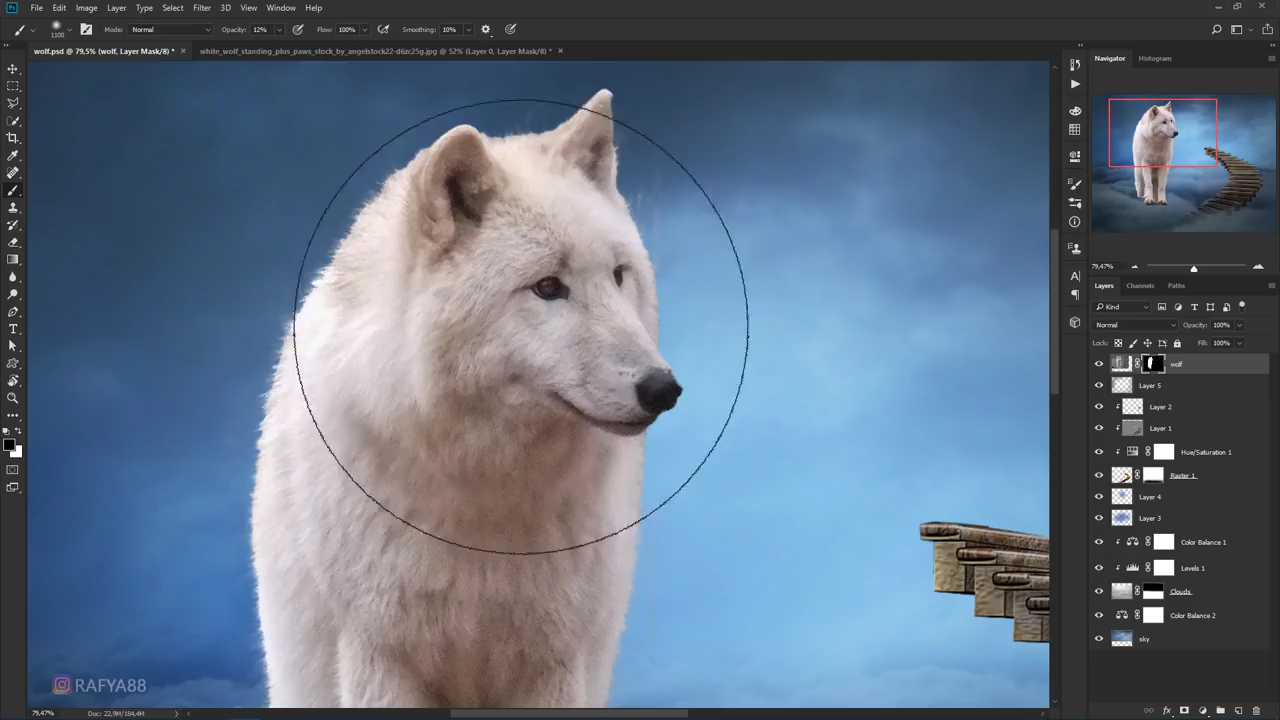 Ps File Edit Image Layer Type Select Filter 3D View Window Help
1100 Mode: Normal Opacity: 12% Flow: 100% Smoothing: 10%
wolf.psd @ 79,5% (wolf, Layer Mask/8) * × white_wolf_standing_plus_paws_stock_by_angelstock22-d6zc25g.jpg @ 52% (Layer 0, Layer Mask/8) * ×
Navigator Histogram
79,47%
Layers Channels Paths
Kind
Normal Opacity: 100%
Lock: Fill: 100%
wolf
Layer 5
Layer 2
Layer 1
Hue/Saturation 1
Raster 1
Layer 4
Layer 3
Color Balance 1
Levels 1
Clouds
Color Balance 2
sky
RAFYA88
79,47% Doc: 22,9M/184,4M